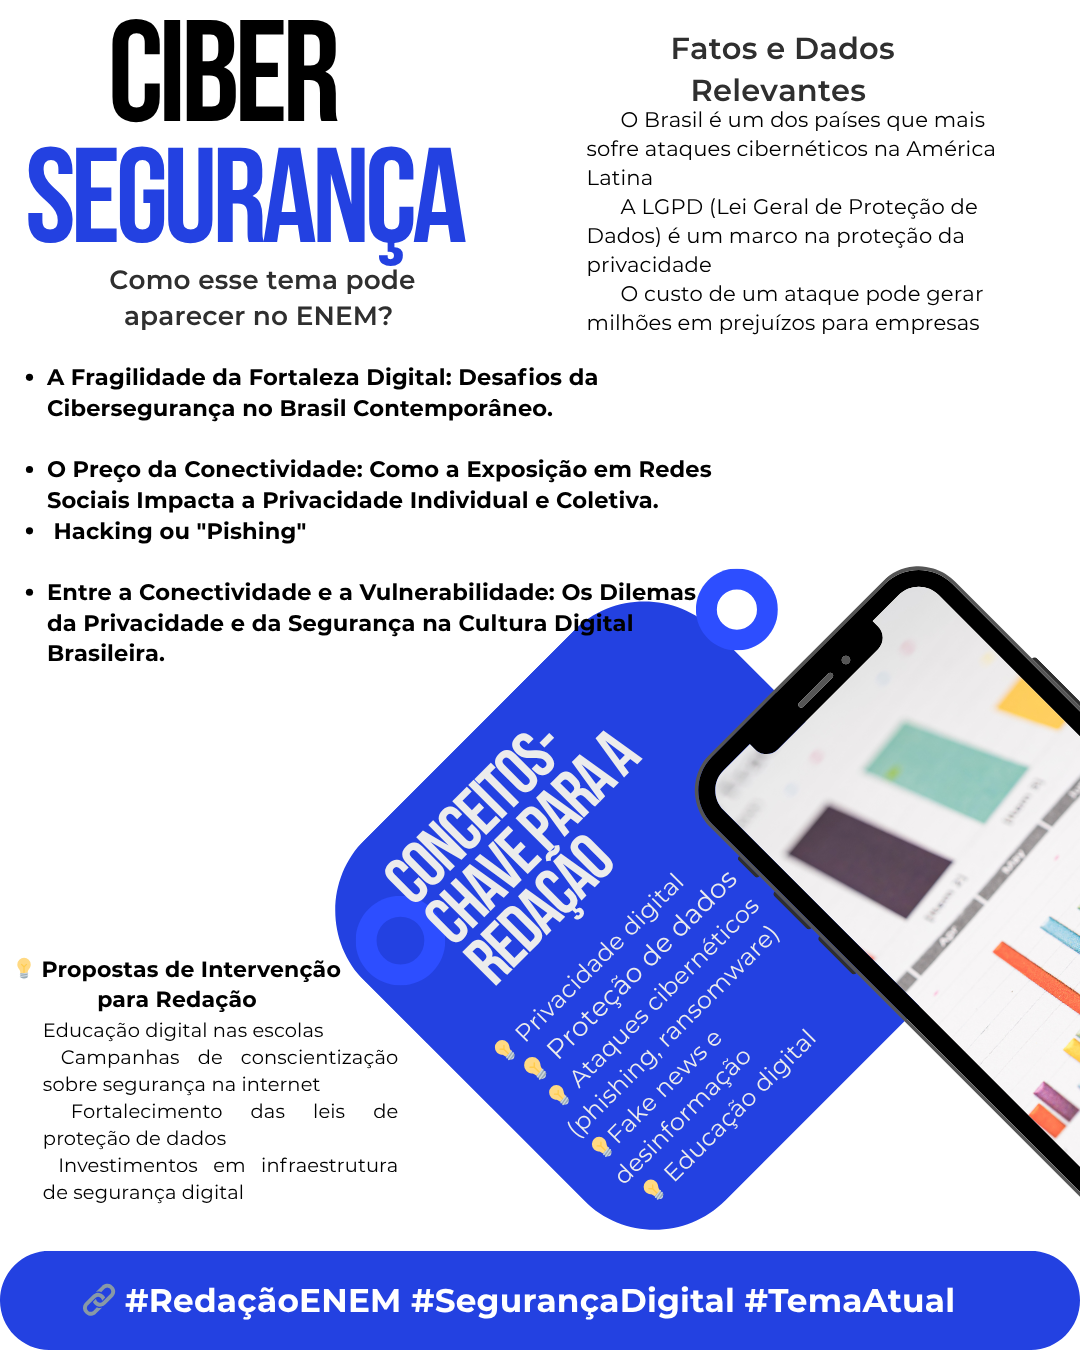 CIBER
SEGURANÇA
Como esse tema pode
aparecer no ENEM?
Fatos e Dados
Relevantes
O Brasil é um dos países que mais
sofre ataques cibernéticos na América
Latina
A LGPD (Lei Geral de Proteção de
Dados) é um marco na proteção da
privacidade
O custo de um ataque pode gerar
milhões em prejuízos para empresas
• A Fragilidade da Fortaleza Digital: Desafios da
Cibersegurança no Brasil Contemporâneo.
• O Preço da Conectividade: Como a Exposição em Redes
Sociais Impacta a Privacidade Individual e Coletiva.
• Hacking ou "Pishing"
• Entre a Conectividade e a Vulnerabilidade: Os Dilemas
da Privacidade e da Segurança na Cultura Digital
Brasileira.
CONCEITOS-
CHAVE PARA A
REDAÇÃO
💡 Privacidade digital
💡 Proteção de dados
💡 Ataques cibernéticos
(phishing, ransomware)
💡Fake news e
desinformação
💡 Educação digital
💡 Propostas de Intervenção
para Redação
Educação digital nas escolas
Campanhas de conscientização
sobre segurança na internet
Fortalecimento das leis de
proteção de dados
Investimentos em infraestrutura
de segurança digital
Apr
May
🔗 #RedaçãoENEM #SegurançaDigital #TemaAtual